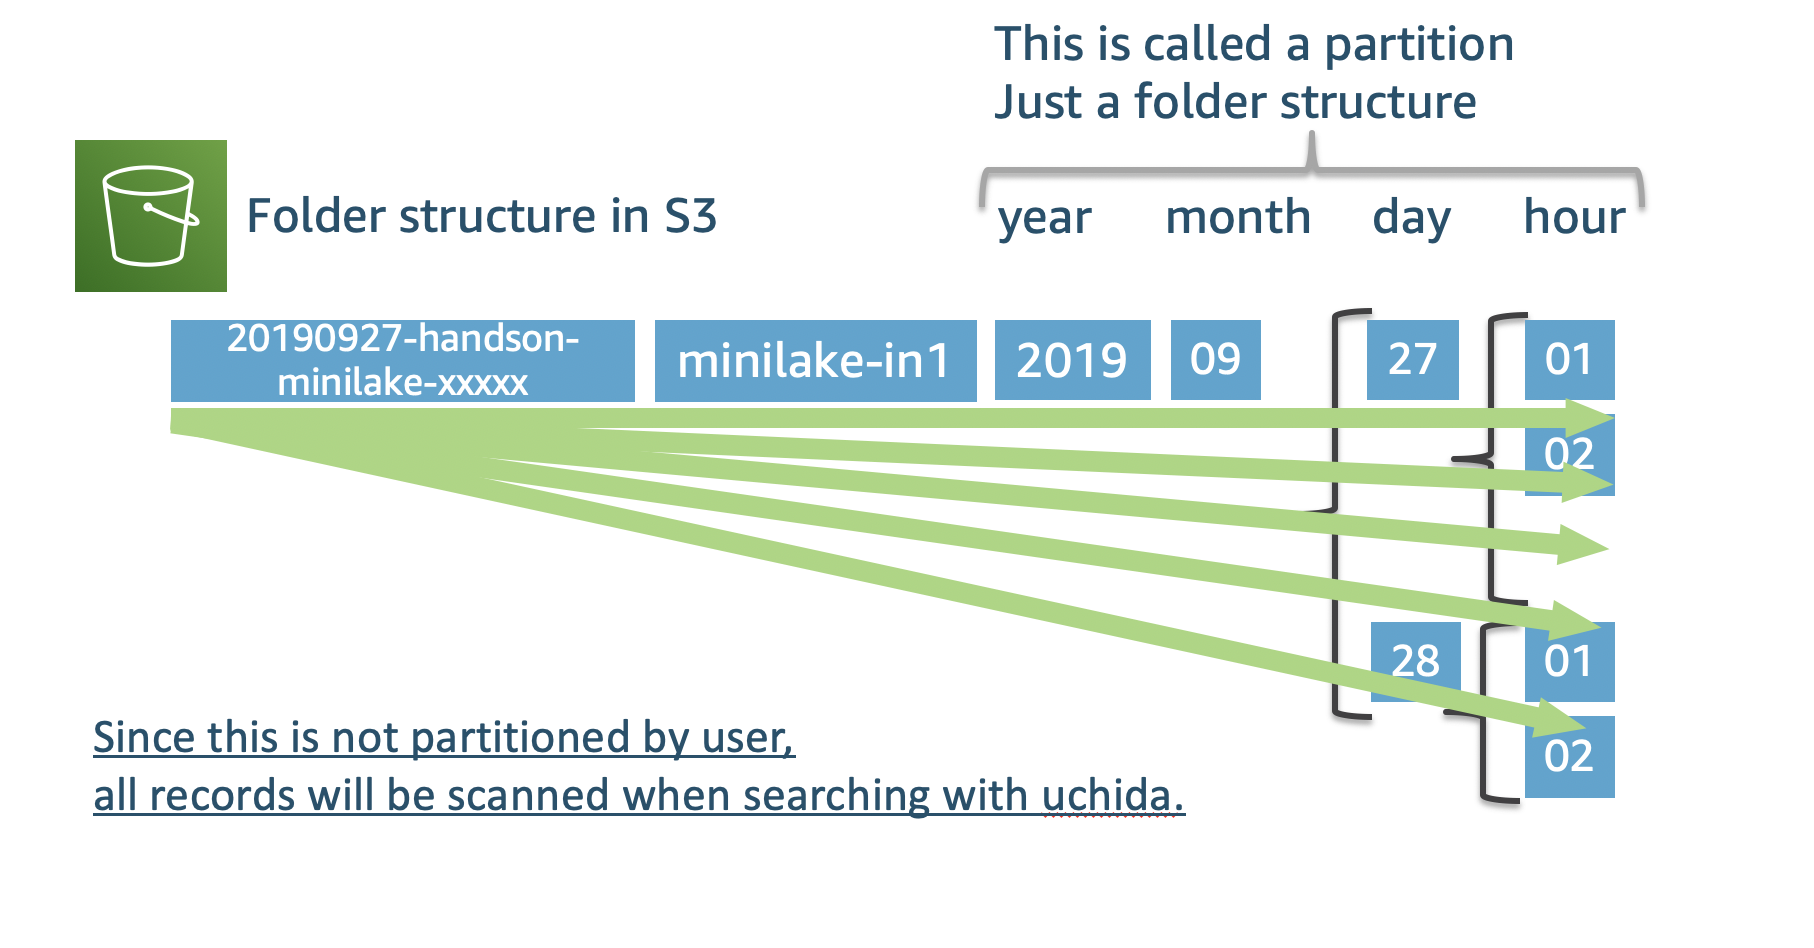 This is called a partition
Just a folder structure
Folder structure in S3
year month day hour
20190927-handson-
minilake-xxxxx
minilake-in1
2019
09
27
01
02
28
01
02
Since this is not partitioned by user,
all records will be scanned when searching with uchida.